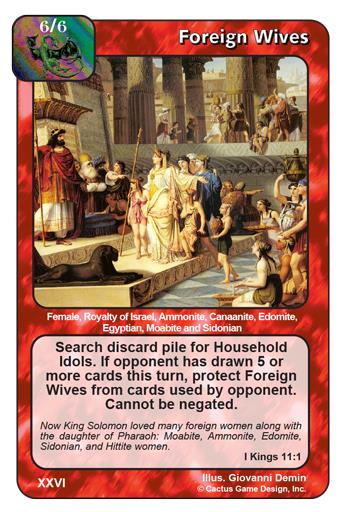 6/6
Foreign Wives
Female, Royalty of Israel, Ammonite, Canaanite, Edomite,
Egyptian, Moabite and Sidonian
Search discard pile for Household
Idols. If opponent has drawn 5 or
more cards this turn, protect Foreign
Wives from cards used by opponent.
Cannot be negated.
Now King Solomon loved many foreign women along with
the daughter of Pharaoh: Moabite, Ammonite, Edomite,
Sidonian, and Hittite women.
I Kings 11:1
Illus. Giovanni Demin
XXVI
© Cactus Game Design, Inc.